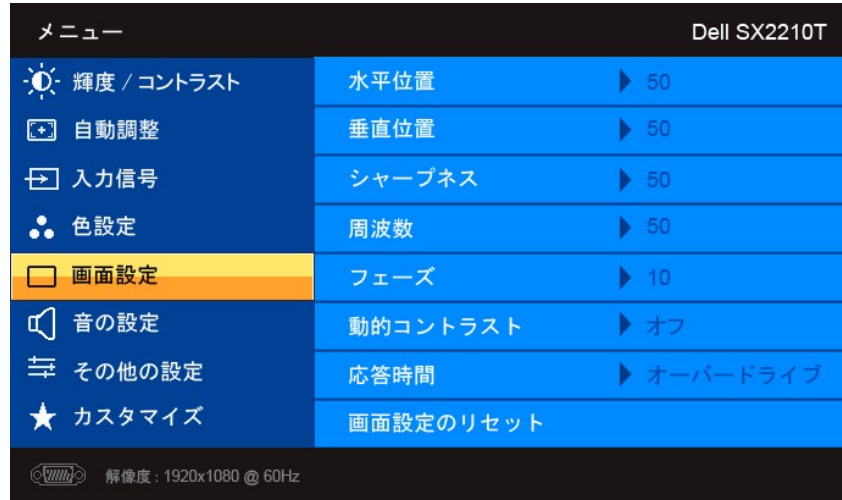 メニュー Dell SX2210T
輝度 / コントラスト
自動調整
入力信号
色設定
画面設定
音の設定
その他の設定
カスタマイズ
水平位置 50
垂直位置 50
シャープネス 50
周波数 50
フェーズ 10
動的コントラスト オフ
応答時間 オーバードライブ
画面設定のリセット
解像度 : 1920x1080 @ 60Hz